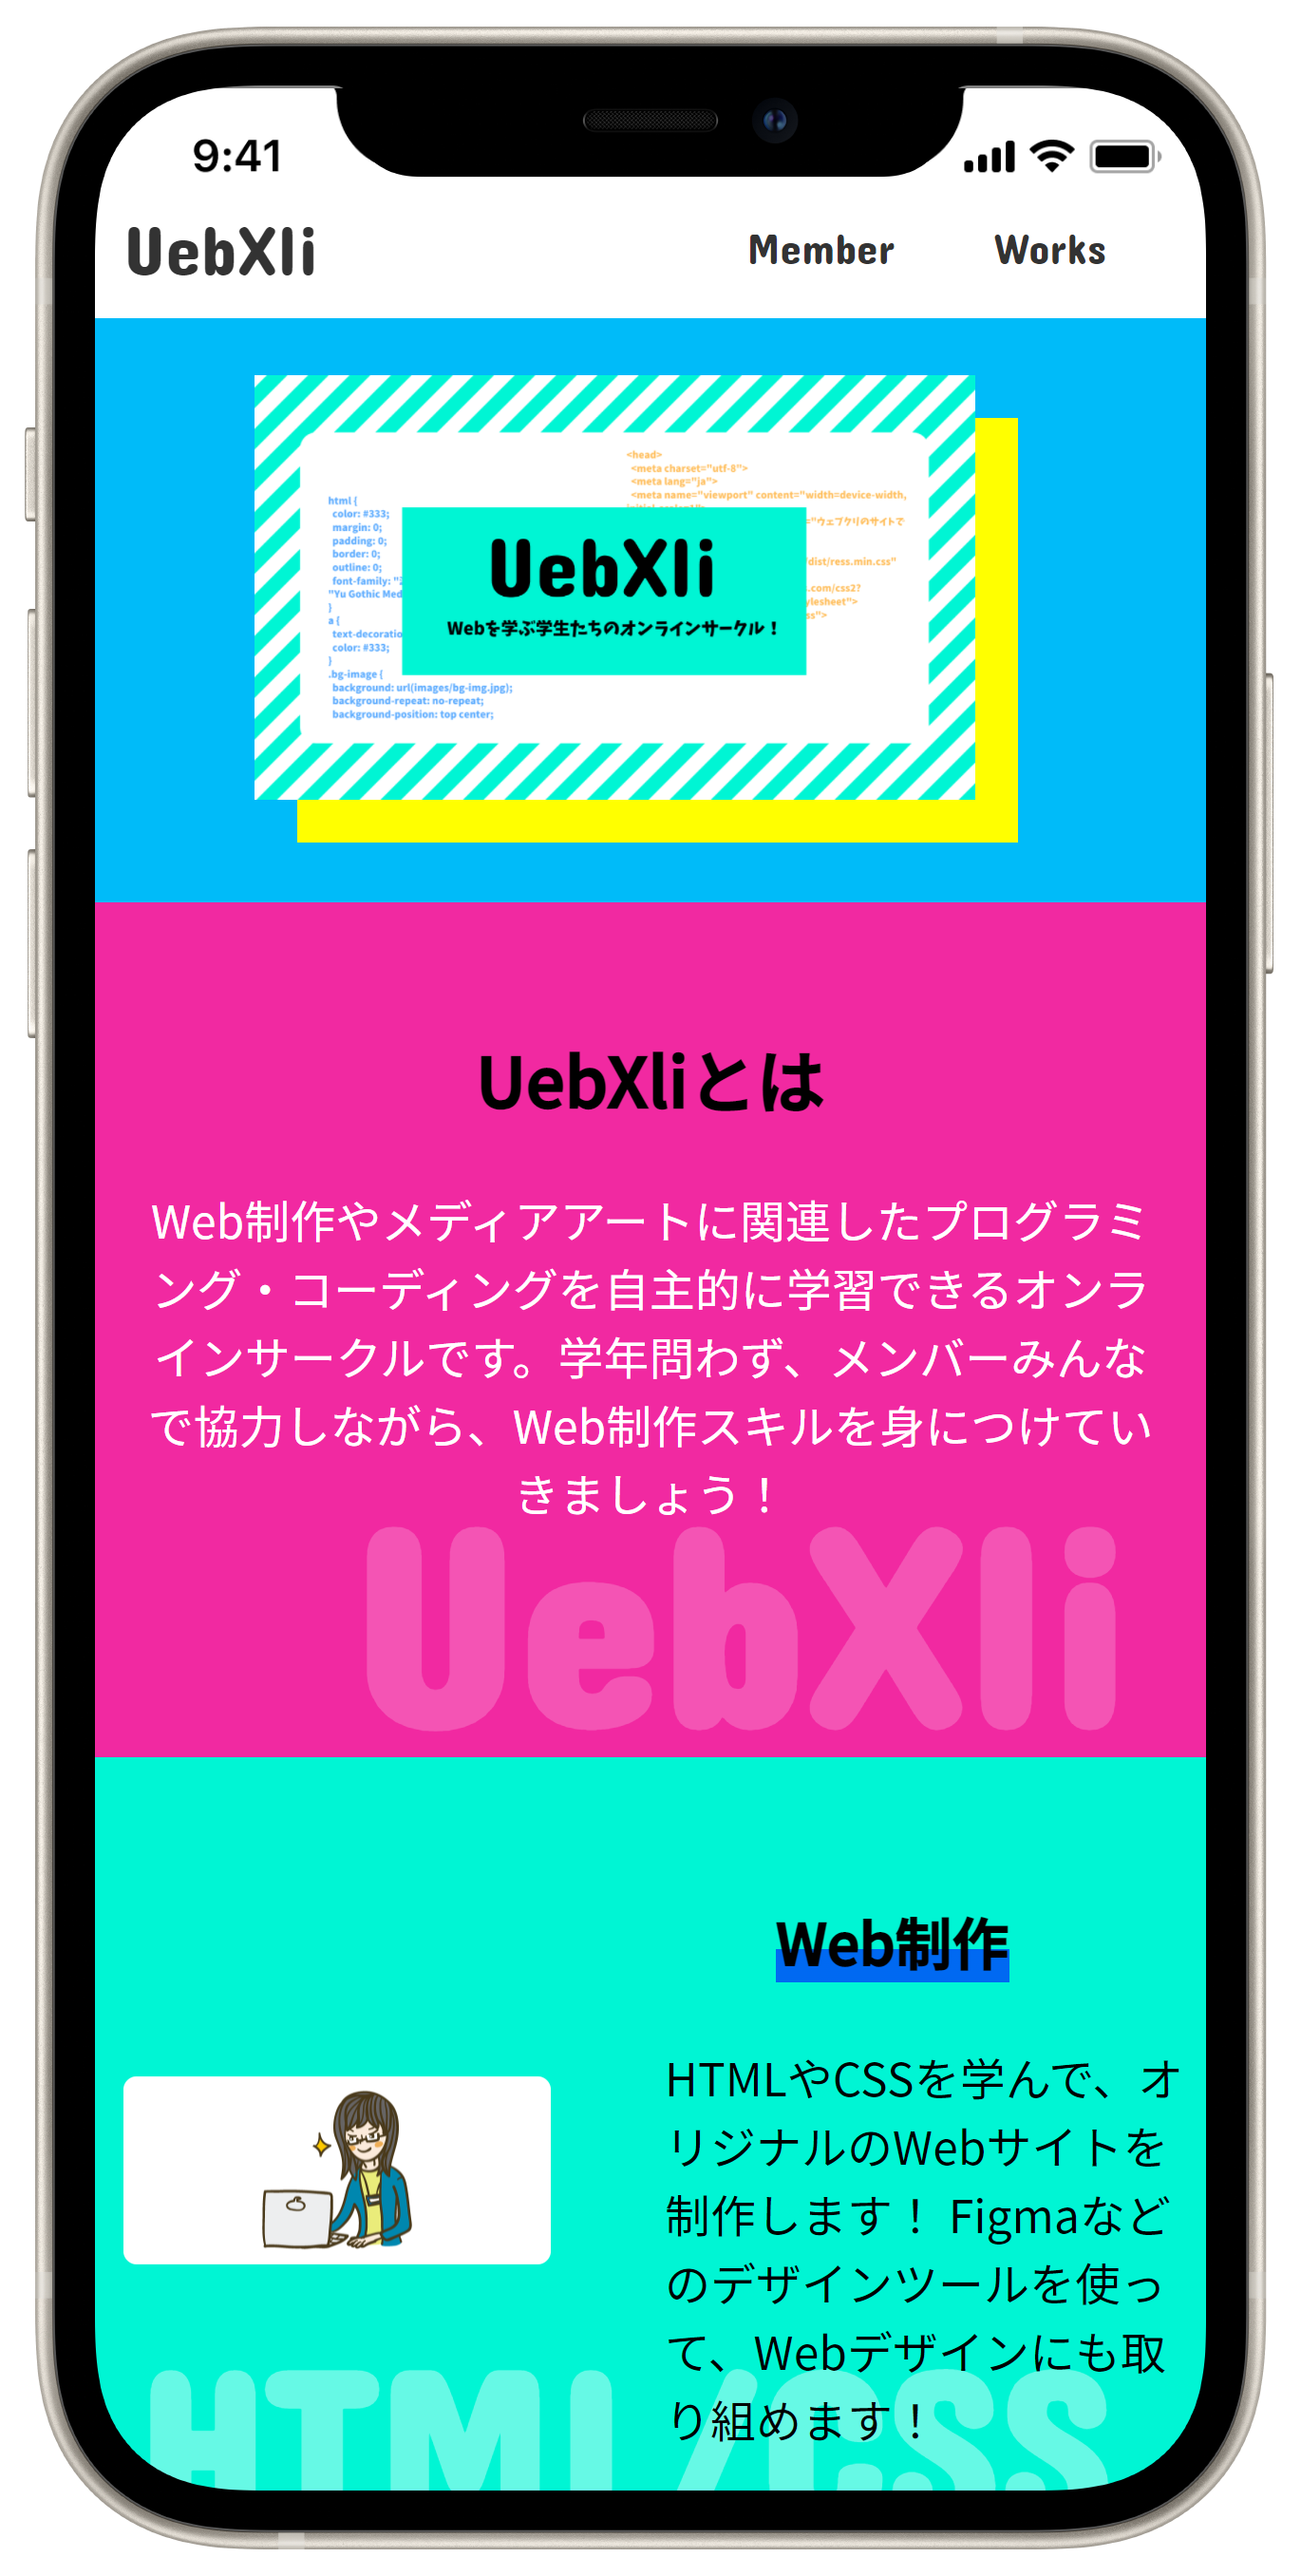 9:41
UebXli
Member
Works
<head>
<meta charset="utf-8">
<meta lang="ja">
<meta name="viewport" content="width=device-width,
="ウェブクリのサイトで
dist/ress.min.css"
.com/css2?
ylesheet">
ss">
html {
color: #333;
margin: 0;
padding: 0;
border: 0;
outline: 0;
font-family: "
"Yu Gothic Med
}
a {
text-decoratio
color: #333;
}
.bg-image {
background: url(images/bg-img.jpg);
background-repeat: no-repeat;
background-position: top center;
UebXli
Webを学ぶ学生たちのオンラインサークル！
UebXliとは
Web制作やメディアアートに関連したプログラミ
ング・コーディングを自主的に学習できるオンラ
インサークルです。学年問わず、メンバーみんな
で協力しながら、Web制作スキルを身につけてい
きましょう！
UebXli
Web制作
HTMLやCSSを学んで、オ
リジナルのWebサイトを
制作します！ Figmaなど
のデザインツールを使っ
て、Webデザインにも取
り組めます！
HTML/CSS